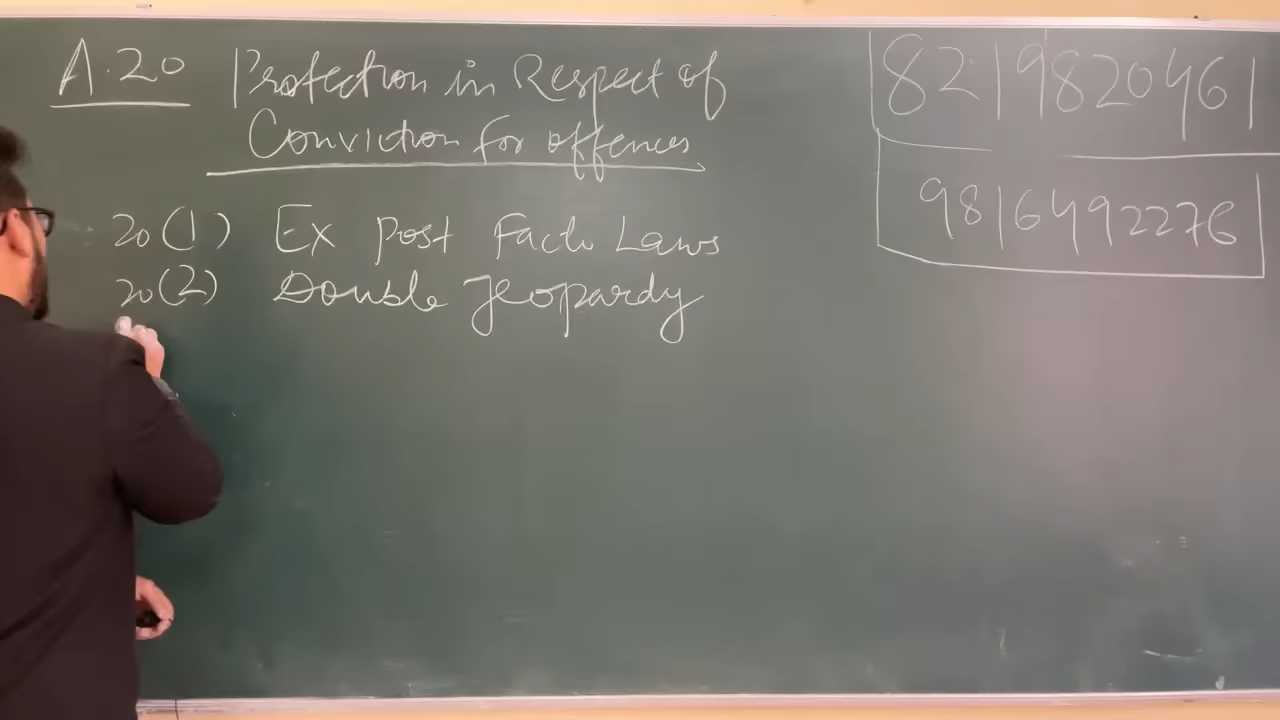 A.20 Protection in Respect of
Conviction for offences
20(1) Ex post Facto Laws
20(2) Double Jeopardy
8219820461
9816492276